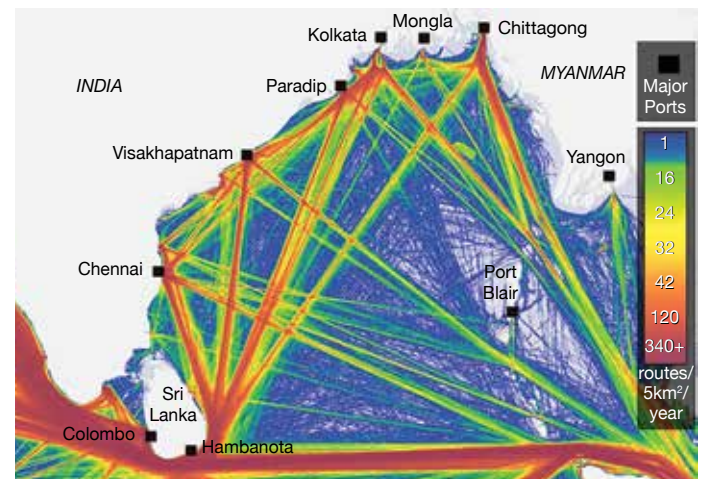 Kolkata
Mongla
Chittagong
INDIA
Paradip
MYANMAR
Major
Ports
Visakhapatnam
Yangon
1
16
24
32
42
120
340+
routes/
5km²/
year
Chennai
Port
Blair
Sri
Lanka
Colombo
Hambanota